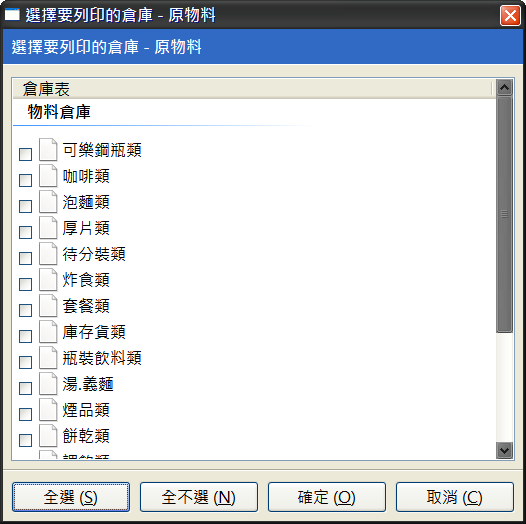 選擇要列印的倉庫 - 原物料
選擇要列印的倉庫 - 原物料
倉庫表
物料倉庫
可樂鋼瓶類
咖啡類
泡麵類
厚片類
待分裝類
炸食類
套餐類
庫存貨類
瓶裝飲料類
湯.義麵
煙品類
餅乾類
全選 (S)
全不選 (N)
確定 (O)
取消 (C)